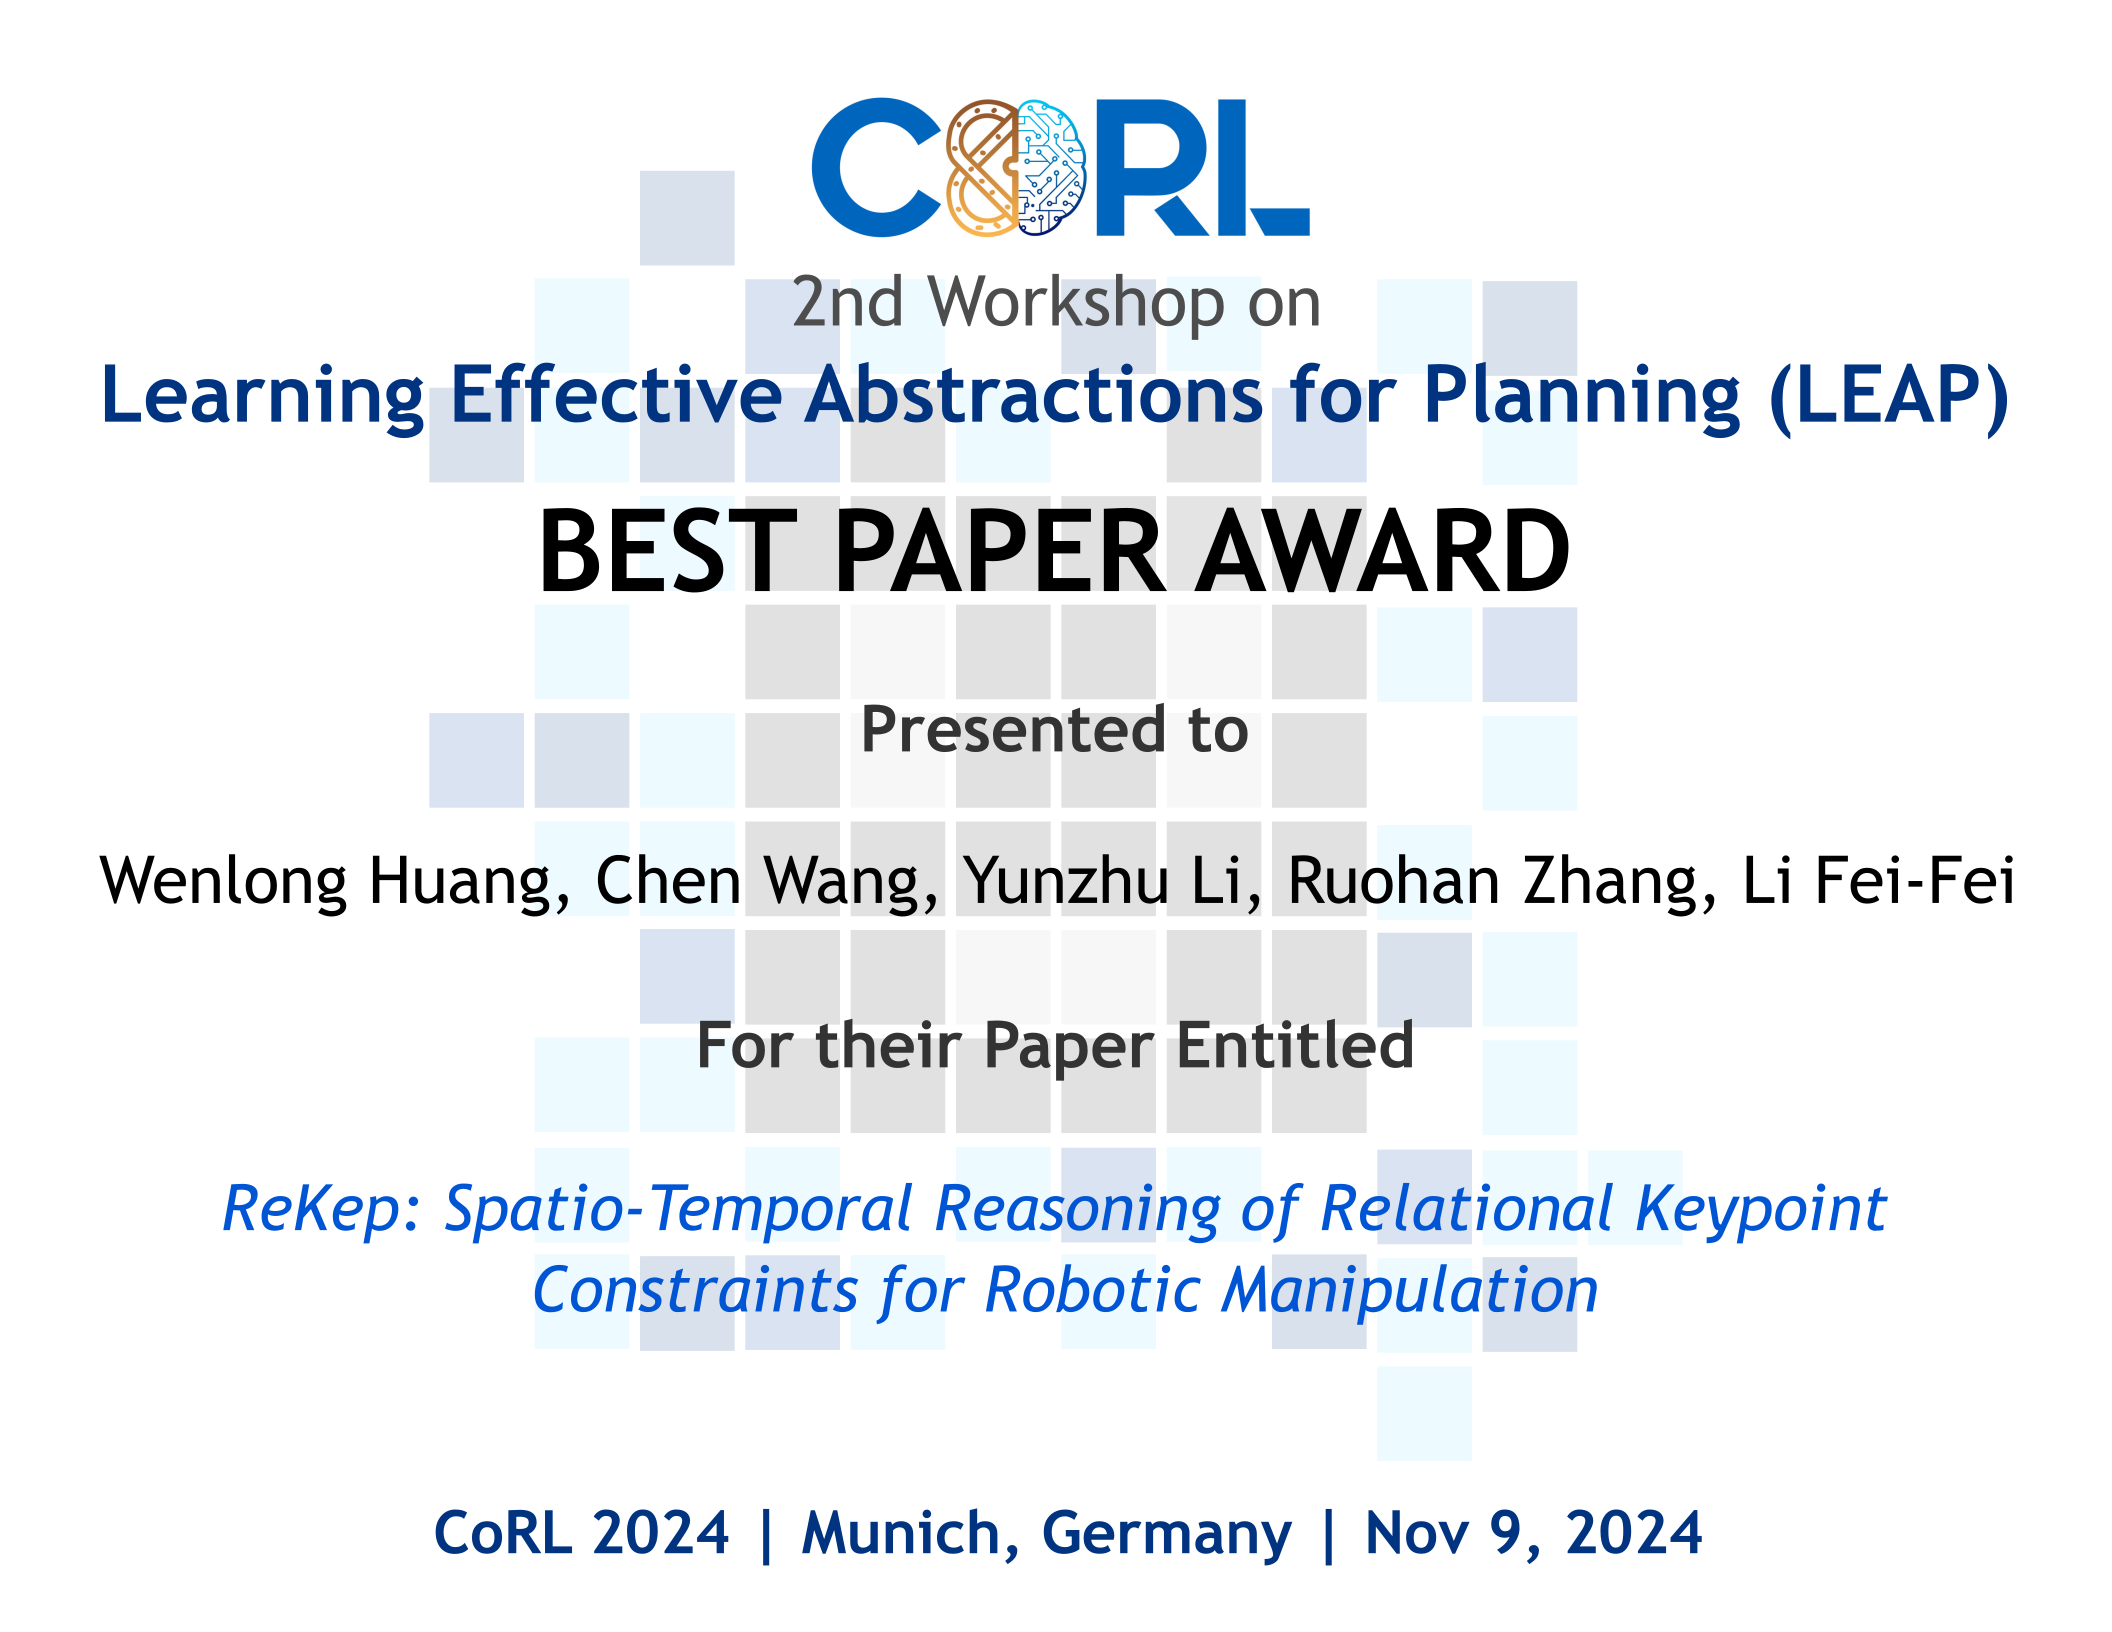 CORL
2nd Workshop on
Learning Effective Abstractions for Planning (LEAP)
BEST PAPER AWARD
Presented to
Wenlong Huang, Chen Wang, Yunzhu Li, Ruohan Zhang, Li Fei-Fei
For their Paper Entitled
ReKep: Spatio-Temporal Reasoning of Relational Keypoint
Constraints for Robotic Manipulation
CoRL 2024 | Munich, Germany | Nov 9, 2024